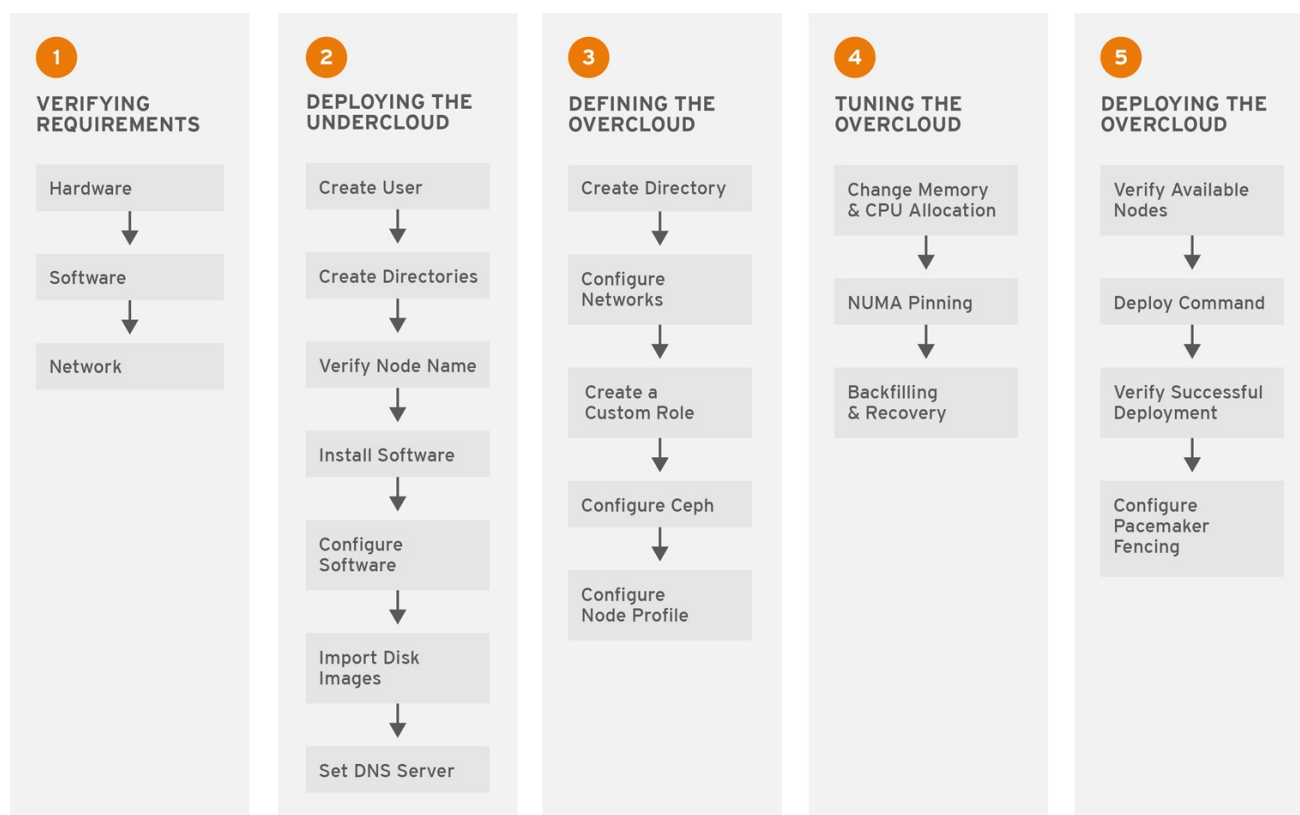 1
VERIFYING
REQUIREMENTS
Hardware
Software
Network
2
DEPLOYING THE
UNDERCLOUD
Create User
Create Directories
Verify Node Name
Install Software
Configure
Software
Import Disk
Images
Set DNS Server
3
DEFINING THE
OVERCLOUD
Create Directory
Configure
Networks
Create a
Custom Role
Configure Ceph
Configure
Node Profile
4
TUNING THE
OVERCLOUD
Change Memory
& CPU Allocation
NUMA Pinning
Backfilling
& Recovery
5
DEPLOYING THE
OVERCLOUD
Verify Available
Nodes
Deploy Command
Verify Successful
Deployment
Configure
Pacemaker
Fencing